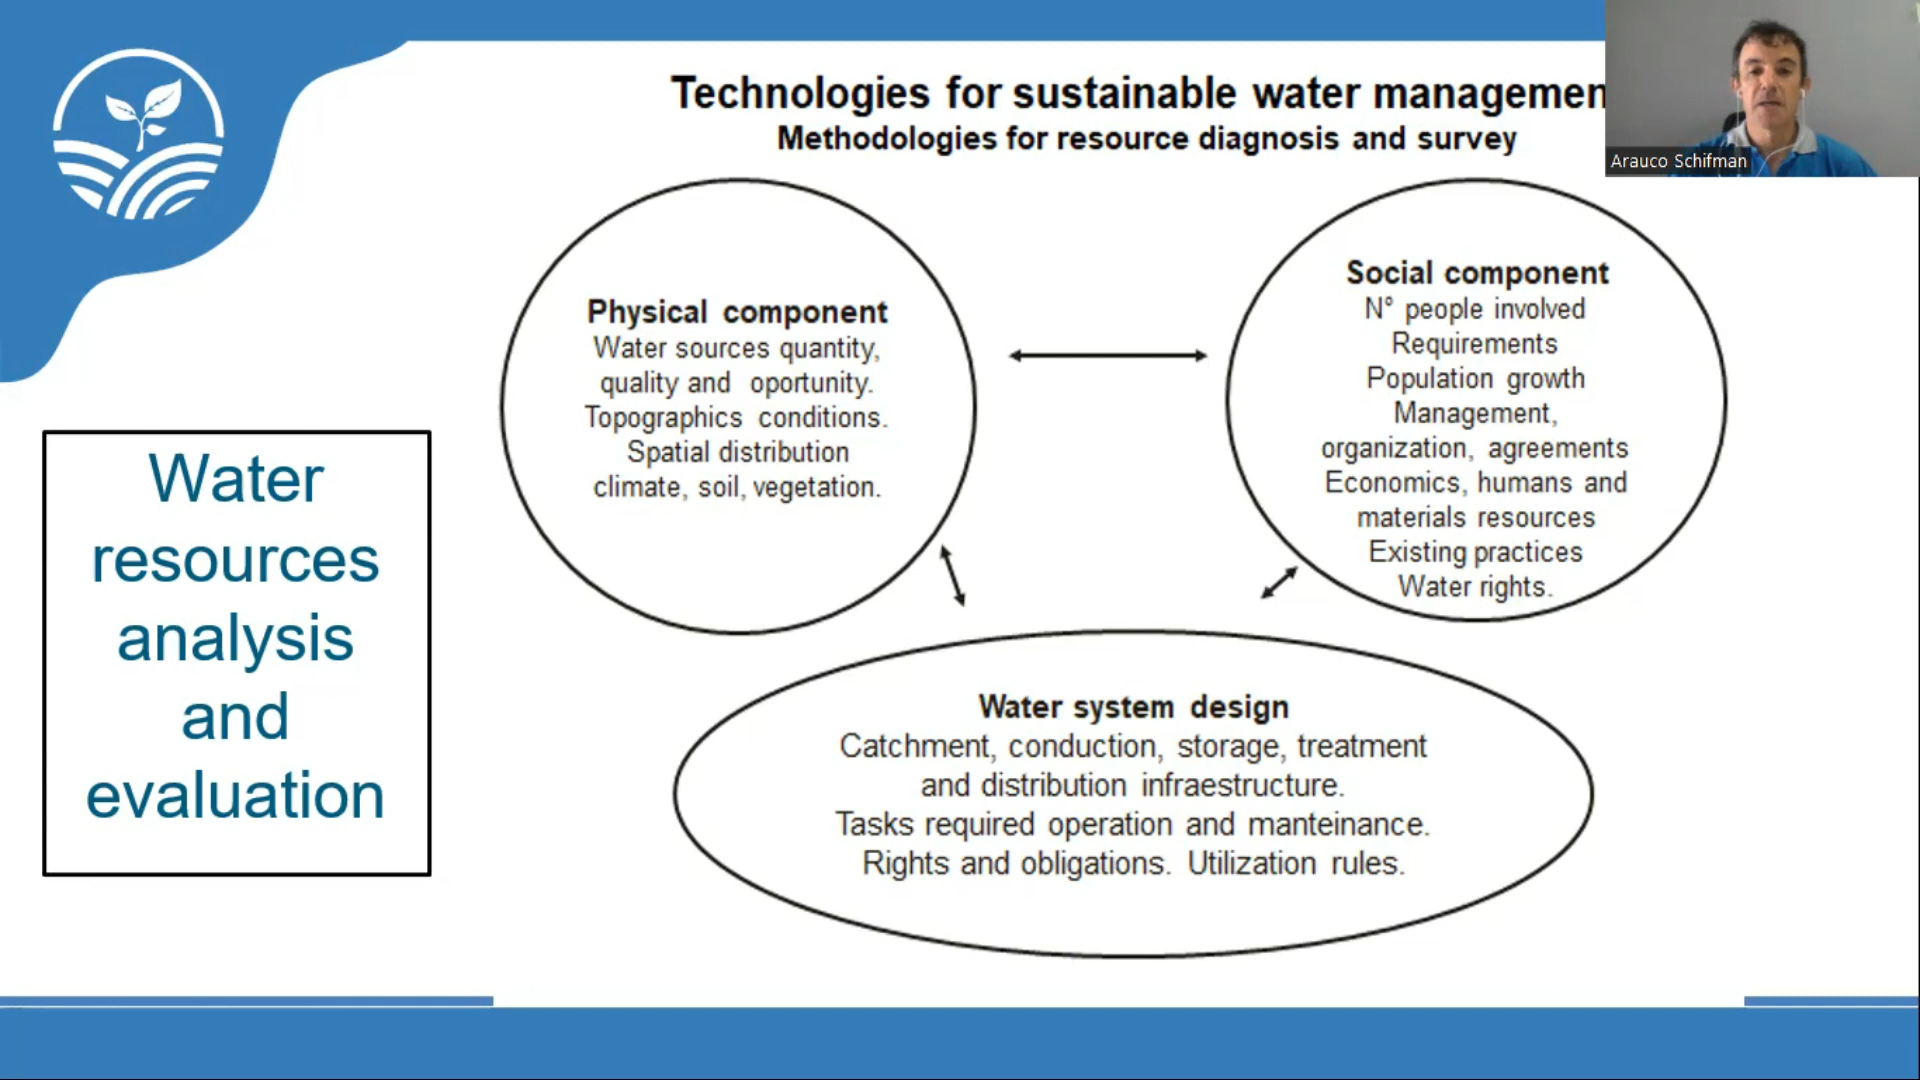 Technologies for sustainable water managemen
Methodologies for resource diagnosis and survey
Arauco Schifman
Physical component
Water sources quantity,
quality and oportunity.
Topographics conditions.
Spatial distribution
climate, soil, vegetation.
Social component
N° people involved
Requirements
Population growth
Management,
organization, agreements
Economics, humans and
materials resources
Existing practices
Water rights.
Water
resources
analysis
and
evaluation
Water system design
Catchment, conduction, storage, treatment
and distribution infraestructure.
Tasks required operation and manteinance.
Rights and obligations. Utilization rules.